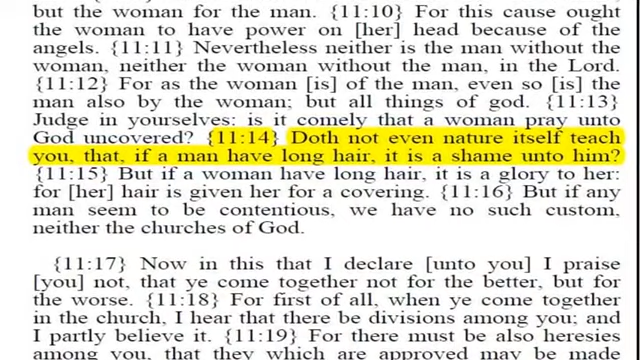 but the woman for the man. {11:10} For this cause ought
the woman to have power on [her] head because of the
angels. {11:11} Nevertheless neither is the man without the
woman, neither the woman without the man, in the Lord.
{11:12} For as the woman [is] of the man, even so [is] the
man also by the woman; but all things of god. {11:13}
Judge in yourselves: is it comely that a woman pray unto
God uncovered? {11:14} Doth not even nature itself teach
you, that, if a man have long hair, it is a shame unto him?
{11:15} But if a woman have long hair, it is a glory to her:
for [her] hair is given her for a covering. {11:16} But if any
man seem to be contentious, we have no such custom,
neither the churches of God.
{11:17} Now in this that I declare [unto you] I praise
[you] not, that ye come together not for the better, but for
the worse. {11:18} For first of all, when ye come together
in the church, I hear that there be divisions among you; and
I partly believe it. {11:19} For there must be also heresies
among you, that they which are approved may be made